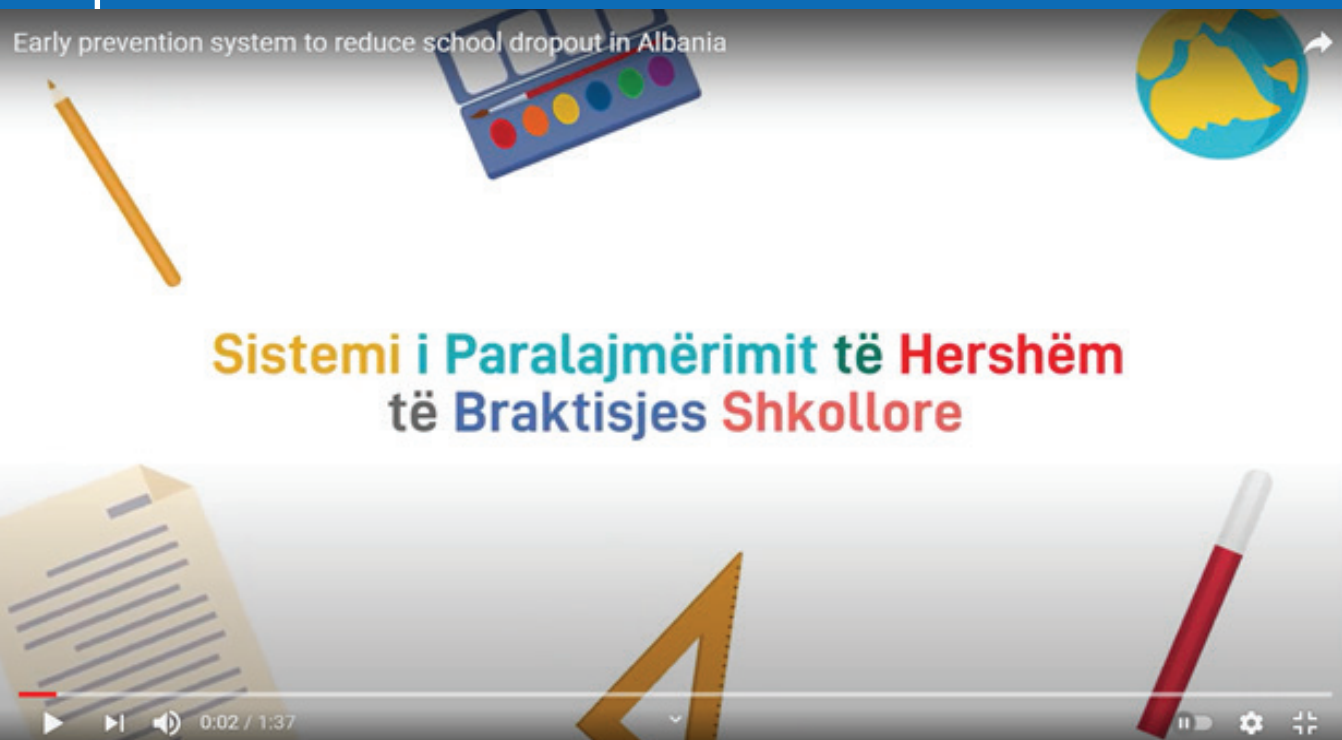 Early prevention system to reduce school dropout in Albania
Sistemi i Paralajmërimit të Hershëm
të Braktisjes Shkollore
0:02 / 1:37